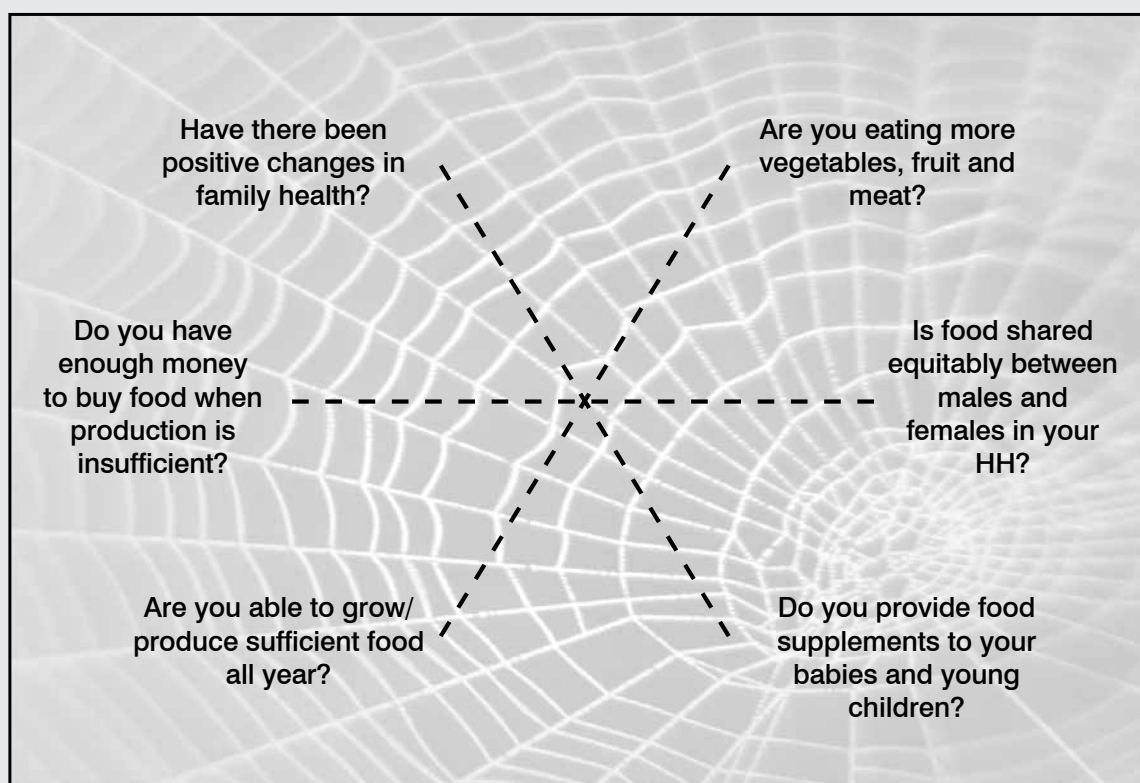 Have there been
positive changes in
family health?
Are you eating more
vegetables, fruit and
meat?
Do you have
enough money
to buy food when
production is
insufficient?
Is food shared
equitably between
males and
females in your
HH?
Are you able to grow/
produce sufficient food
all year?
Do you provide food
supplements to your
babies and young
children?